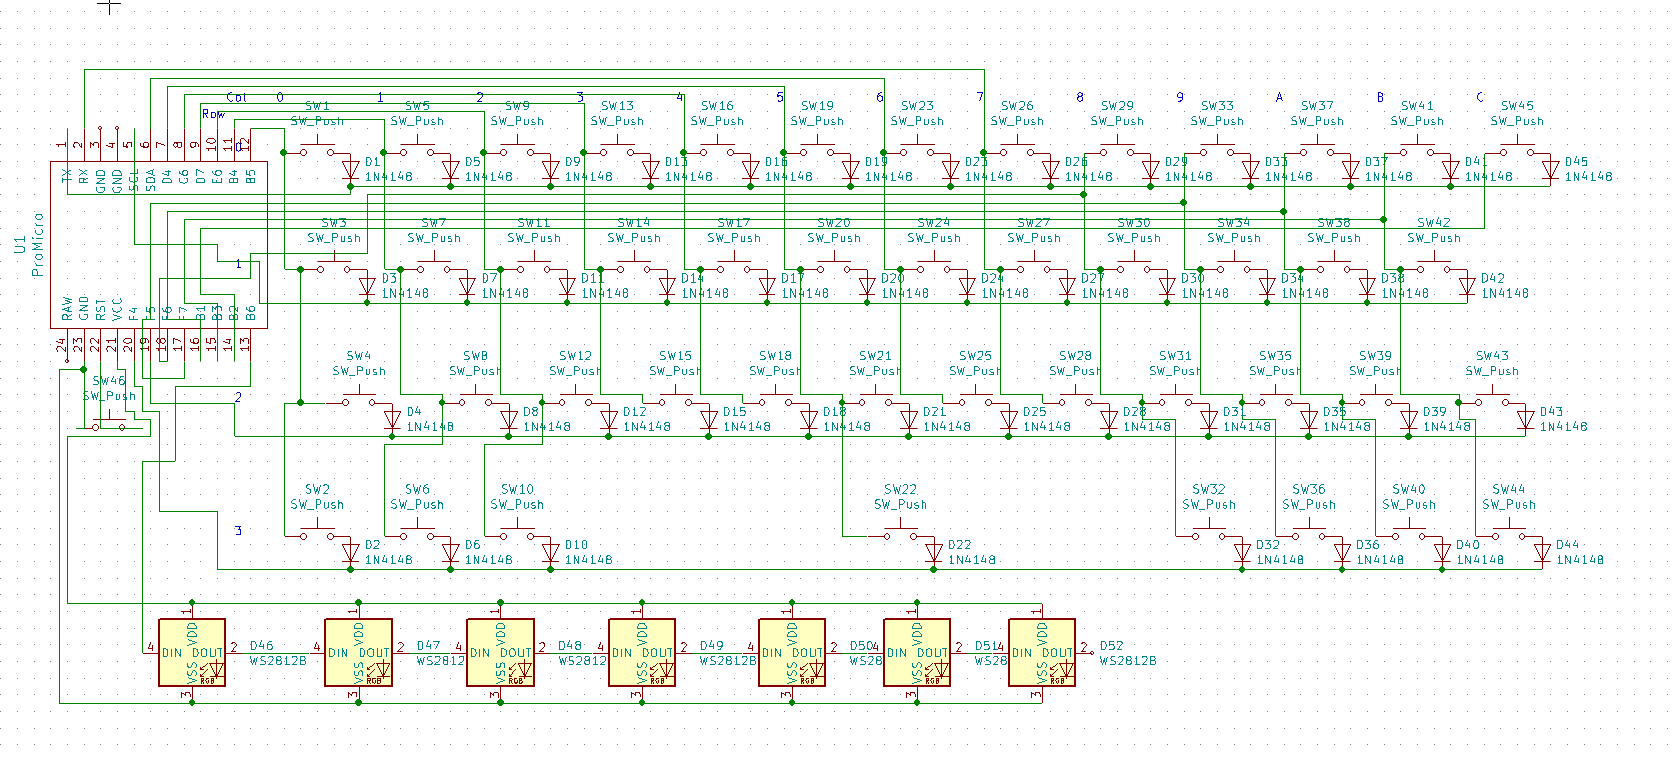 Col 0 1 2 3 4 5 6 7 8 9 A B C
Row
SW1 SW5 SW9 SW13 SW16 SW19 SW23 SW26 SW29 SW33 SW37 SW41 SW45
SW_Push SW_Push SW_Push SW_Push SW_Push SW_Push SW_Push SW_Push SW_Push SW_Push SW_Push SW_Push SW_Push
1 2 3 4 5 6 7 8 9 10 11 12
0
D1 D5 D9 D13 D16 D19 D23 D26 D29 D33 D37 D41 D45
1N4148 1N4148 1N4148 1N4148 1N4148 1N4148 1N4148 1N4148 1N4148 1N4148 1N4148 1N4148 1N4148
TX RX GND GND SCL SDA D4 C6 D7 E6 B4 B5
U1
ProMicro
SW3 SW7 SW11 SW14 SW17 SW20 SW24 SW27 SW30 SW34 SW38 SW42
SW_Push SW_Push SW_Push SW_Push SW_Push SW_Push SW_Push SW_Push SW_Push SW_Push SW_Push SW_Push
1
D3 D7 D11 D14 D17 D20 D24 D27 D30 D34 D38 D42
1N4148 1N4148 1N4148 1N4148 1N4148 1N4148 1N4148 1N4148 1N4148 1N4148 1N4148 1N4148
RAW GND RST VCC F4 F5 F6 F7 B1 B3 B2 B6
24 23 22 21 20 19 18 17 16 15 14 13
SW4 SW8 SW12 SW15 SW18 SW21 SW25 SW28 SW31 SW35 SW39 SW43
SW_Push SW_Push SW_Push SW_Push SW_Push SW_Push SW_Push SW_Push SW_Push SW_Push SW_Push SW_Push
SW46
SW_Push
2
D4 D8 D12 D15 D18 D21 D25 D28 D31 D35 D39 D43
1N4148 1N4148 1N4148 1N4148 1N4148 1N4148 1N4148 1N4148 1N4148 1N4148 1N4148 1N4148
SW2 SW6 SW10 SW22 SW32 SW36 SW40 SW44
SW_Push SW_Push SW_Push SW_Push SW_Push SW_Push SW_Push SW_Push
3
D2 D6 D10 D22 D32 D36 D40 D44
1N4148 1N4148 1N4148 1N4148 1N4148 1N4148 1N4148 1N4148
1 1 1 1 1 1 1
VDD VDD VDD VDD VDD VDD VDD
4 DIN DOUT 2 D46 4 DIN DOUT 2 D47 4 DIN DOUT 2 D48 4 DIN DOUT 2 D49 4 DIN DOUT 2 D50 4 DIN DOUT 2 D51 4 DIN DOUT 2 D52
WS2812B WS2812 WS2812 WS2812B WS28 WS28 WS2812B
VSS VSS VSS VSS VSS VSS VSS
RGB RGB RGB RGB RGB RGB RGB
3 3 3 3 3 3 3